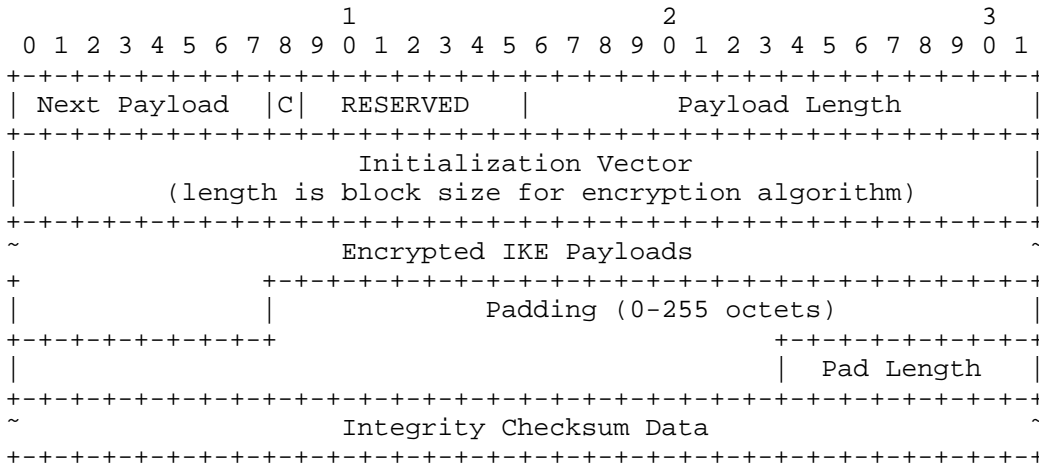 1                   2                   3
 0 1 2 3 4 5 6 7 8 9 0 1 2 3 4 5 6 7 8 9 0 1 2 3 4 5 6 7 8 9 0 1
+-+-+-+-+-+-+-+-+-+-+-+-+-+-+-+-+-+-+-+-+-+-+-+-+-+-+-+-+-+-+-+-+
| Next Payload  |C|  RESERVED   |         Payload Length        |
+-+-+-+-+-+-+-+-+-+-+-+-+-+-+-+-+-+-+-+-+-+-+-+-+-+-+-+-+-+-+-+-+
|                     Initialization Vector                     |
|         (length is block size for encryption algorithm)       |
+-+-+-+-+-+-+-+-+-+-+-+-+-+-+-+-+-+-+-+-+-+-+-+-+-+-+-+-+-+-+-+-+
~                    Encrypted IKE Payloads                     ~
+               +-+-+-+-+-+-+-+-+-+-+-+-+-+-+-+-+-+-+-+-+-+-+-+-+
|               |             Padding (0-255 octets)            |
+-+-+-+-+-+-+-+-+                               +-+-+-+-+-+-+-+-+
|                                               |  Pad Length   |
+-+-+-+-+-+-+-+-+-+-+-+-+-+-+-+-+-+-+-+-+-+-+-+-+-+-+-+-+-+-+-+-+
~                    Integrity Checksum Data                    ~
+-+-+-+-+-+-+-+-+-+-+-+-+-+-+-+-+-+-+-+-+-+-+-+-+-+-+-+-+-+-+-+-+